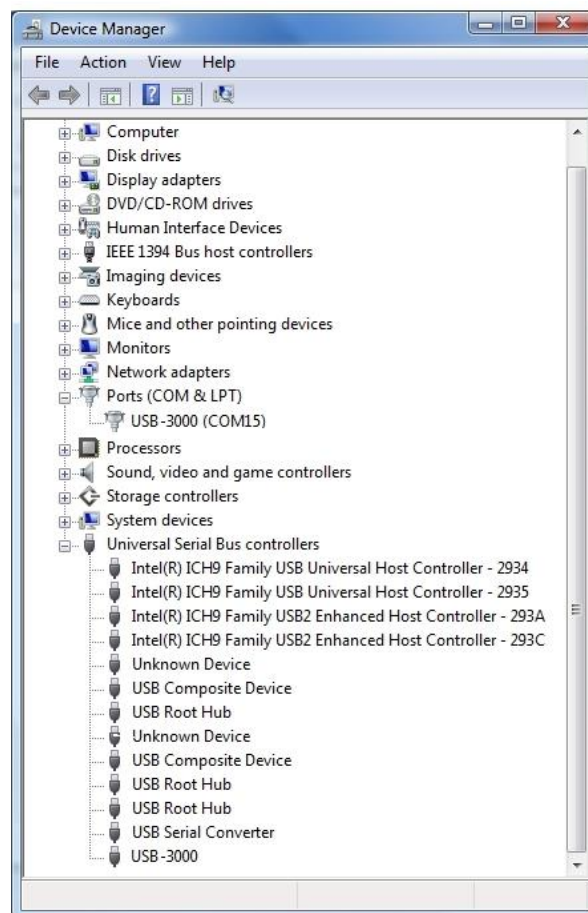 Device Manager
File Action View Help
Computer
Disk drives
Display adapters
DVD/CD-ROM drives
Human Interface Devices
IEEE 1394 Bus host controllers
Imaging devices
Keyboards
Mice and other pointing devices
Monitors
Network adapters
Ports (COM & LPT)
USB-3000 (COM15)
Processors
Sound, video and game controllers
Storage controllers
System devices
Universal Serial Bus controllers
Intel(R) ICH9 Family USB Universal Host Controller - 2934
Intel(R) ICH9 Family USB Universal Host Controller - 2935
Intel(R) ICH9 Family USB2 Enhanced Host Controller - 293A
Intel(R) ICH9 Family USB2 Enhanced Host Controller - 293C
Unknown Device
USB Composite Device
USB Root Hub
Unknown Device
USB Composite Device
USB Root Hub
USB Root Hub
USB Serial Converter
USB-3000